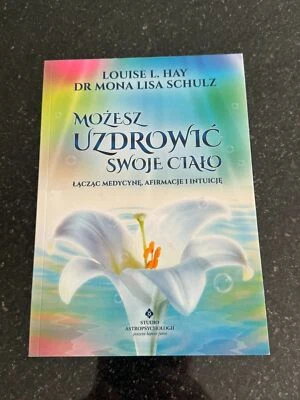 LOUISE L. HAY
DR MONA LISA SCHULZ
MOŻESZ
UZDROWIĆ
SWOJE CIAŁO
ŁĄCZĄC MEDYCYNĘ, AFIRMACJE I INTUICJĘ
STUDIO
ASTROPSYCHOLOGII